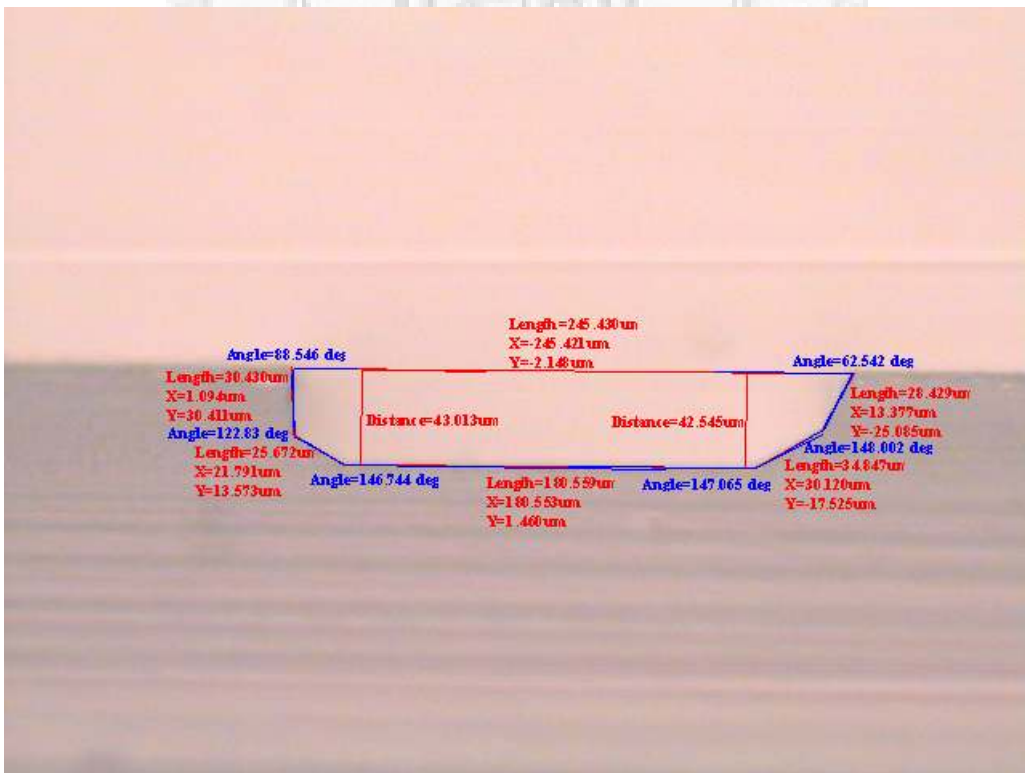 Length=245.430um
X=-245.421um
Y=-2.148um
Angle=88.546 deg
Angle=62.542 deg
Length=30.430um
X=1.094um
Y=30.411um
Length=28.429um
X=13.377um
Y=-25.085um
Distance=43.013um
Distance=42.545um
Angle=122.83 deg
Angle=148.002 deg
Length=25.672um
X=21.791um
Y=13.573um
Length=34.847um
X=30.120um
Y=-17.525um
Angle=146.744 deg
Length=180.559um
X=180.553um
Y=1.460um
Angle=147.065 deg